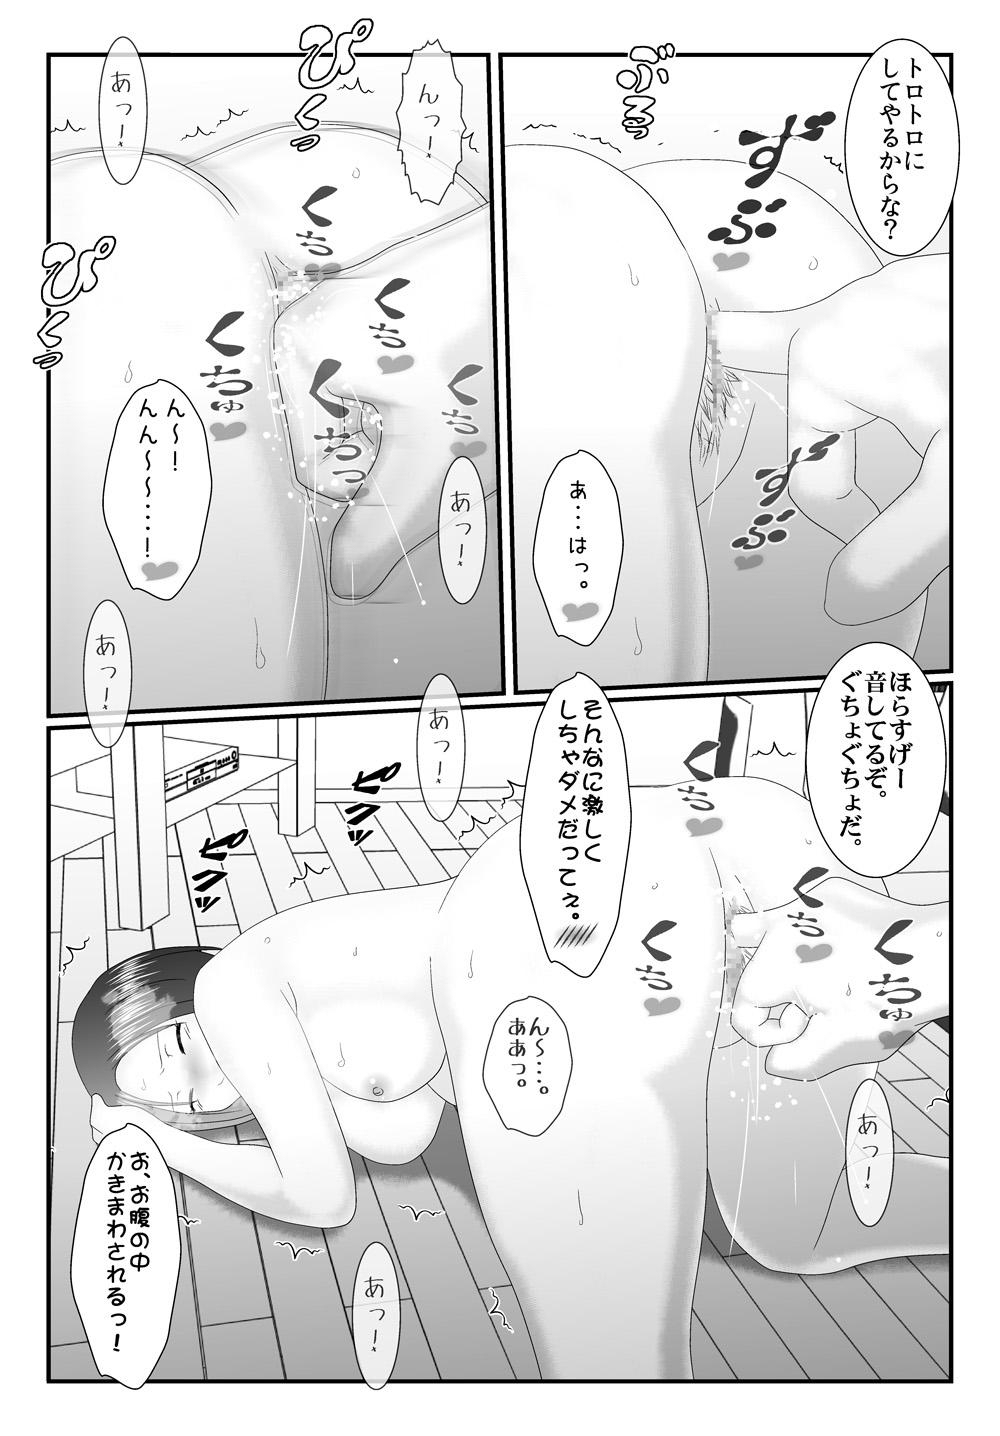 トロトロに
してやるからな？
ぶるっ
ずぶ
ずぶ
ぁ･･･はっ。
ぴくっ
んっー
あっー
ぴくっ
くち
くち
くちゅ
くちっ
くち
ん～！
んん～～･･･！
あっー
あっー
ほらすげー
音してるぞ。
ぐちょぐちょだ。
そんなに激しく
しちゃダメだってぇ。
あっー
くち
くち
くちゅ
くち
ピクッ
ピクッ
ん～･･･。
ああっ。
あっー
お、お腹の中
かきまわされるっ！
あっー